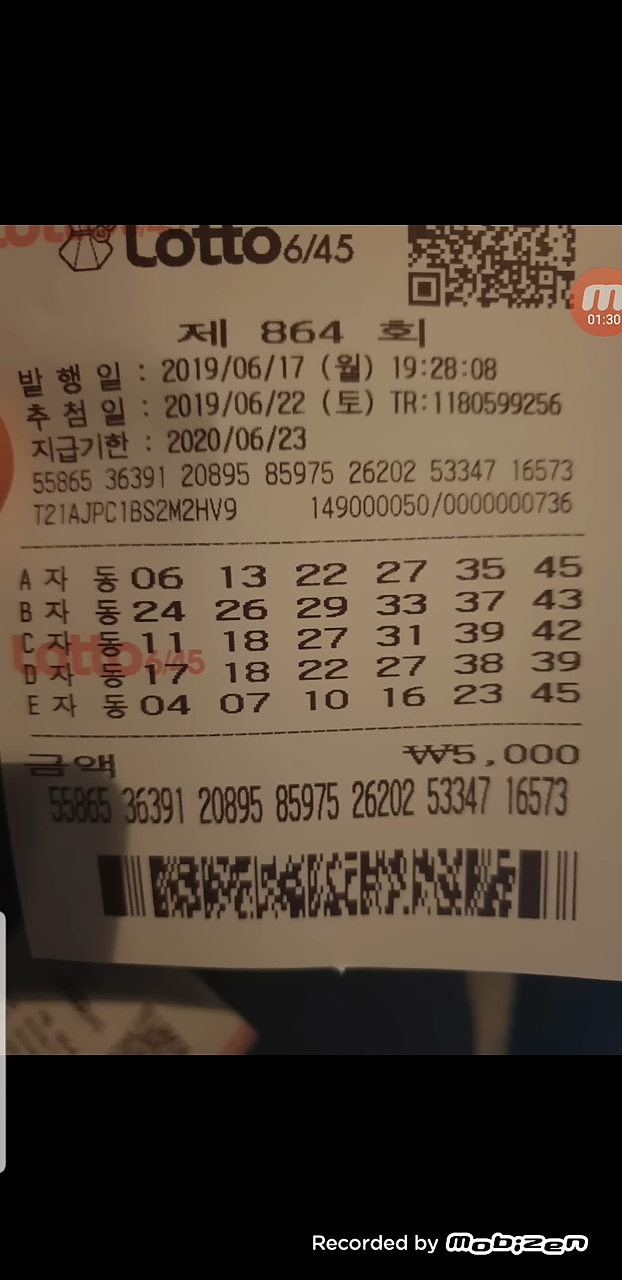 Lotto 6/45
제 864 회
발 행 일 : 2019/06/17 (월) 19:28:08
추 첨 일 : 2019/06/22 (토) TR:1180599256
지급기한 : 2020/06/23
55865 36391 20895 85975 26202 53347 16573
T21AJPC1BS2M2HV9 149000050/0000000736
A 자 동 06 13 22 27 35 45
B 자 동 24 26 29 33 37 43
C 자 동 11 18 27 31 39 42
Lotto 6/45
D 자 동 17 18 22 27 38 39
E 자 동 04 07 10 16 23 45
금액 ₩5,000
55865 36391 20895 85975 26202 53347 16573
01:30
Recorded by Mobizen